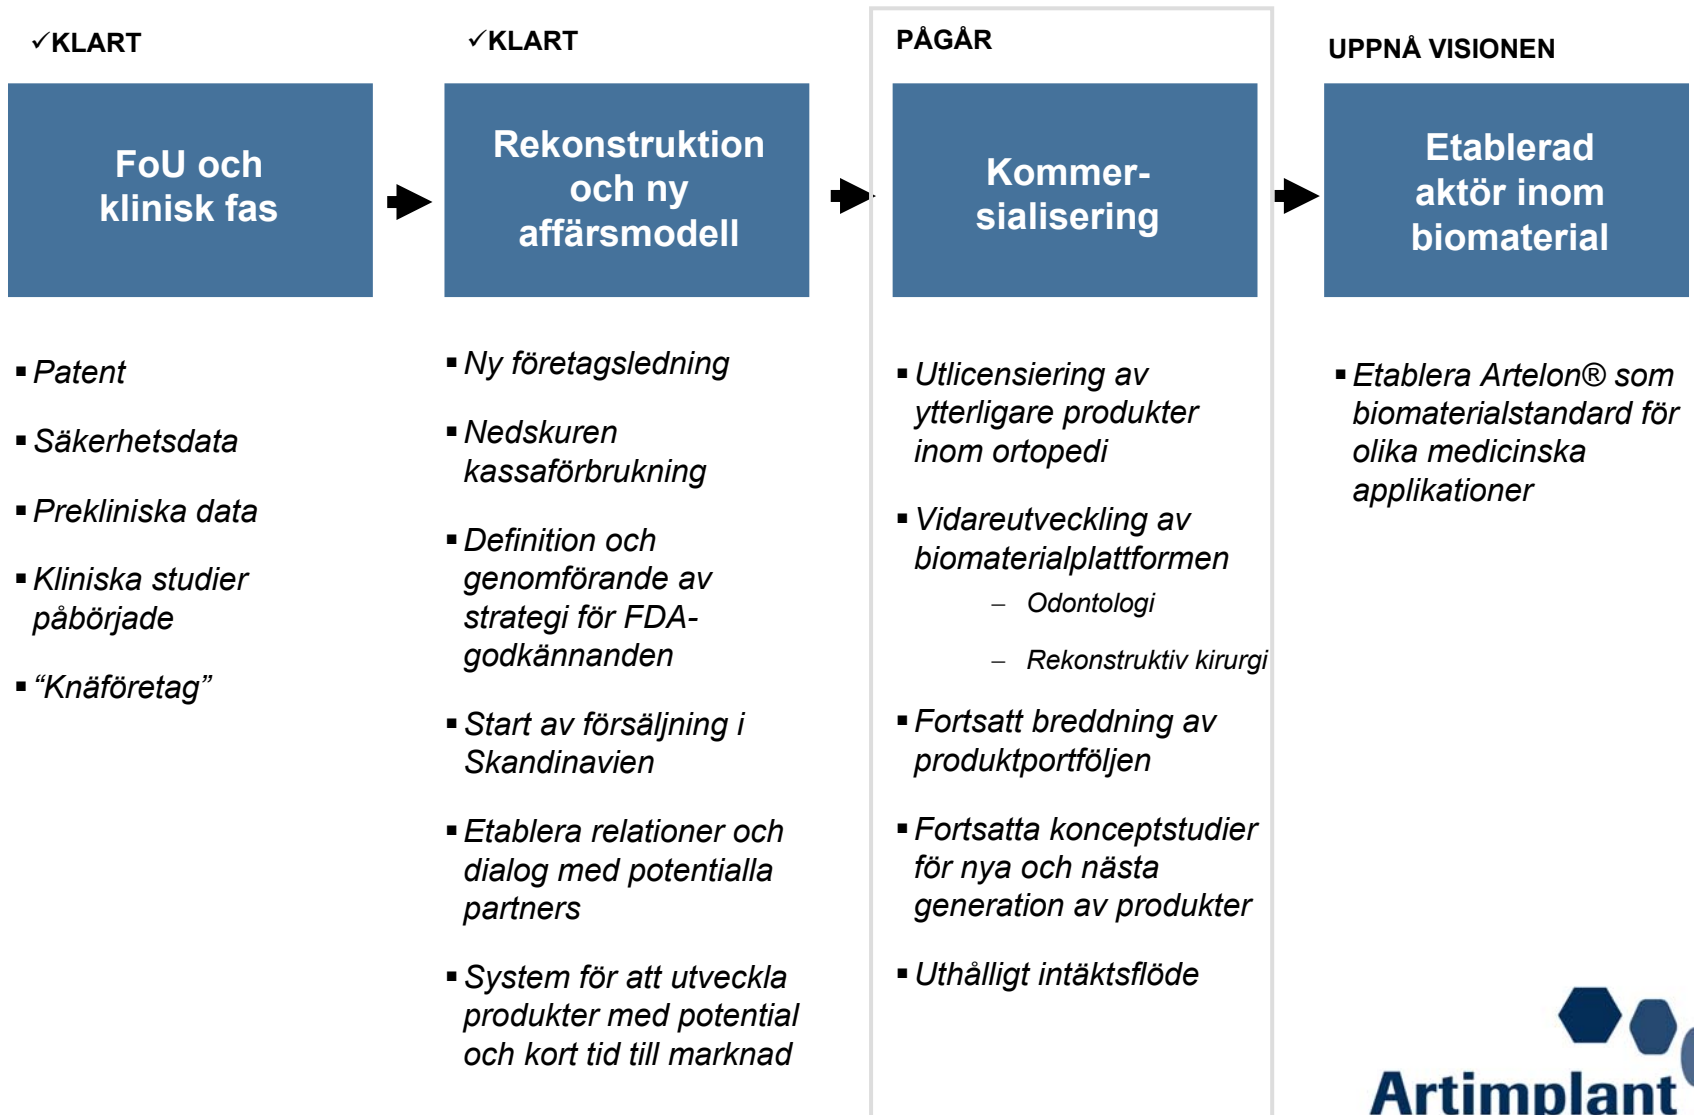 ✓KLART
FoU och
klinisk fas
▪ Patent
▪ Säkerhetsdata
▪ Prekliniska data
▪ Kliniska studier
påbörjade
▪ “Knäföretag”
✓KLART
Rekonstruktion
och ny
affärsmodell
▪ Ny företagsledning
▪ Nedskuren
kassaförbrukning
▪ Definition och
genomförande av
strategi för FDA-
godkännanden
▪ Start av försäljning i
Skandinavien
▪ Etablera relationer och
dialog med potentialla
partners
▪ System för att utveckla
produkter med potential
och kort tid till marknad
PÅGÅR
Kommer-
sialisering
▪ Utlicensiering av
ytterligare produkter
inom ortopedi
▪ Vidareutveckling av
biomaterialplattformen
– Odontologi
– Rekonstruktiv kirurgi
▪ Fortsatt breddning av
produktportföljen
▪ Fortsatta konceptstudier
för nya och nästa
generation av produkter
▪ Uthålligt intäktsflöde
UPPNÅ VISIONEN
Etablerad
aktör inom
biomaterial
▪ Etablera Artelon® som
biomaterialstandard för
olika medicinska
applikationer
Artimplant